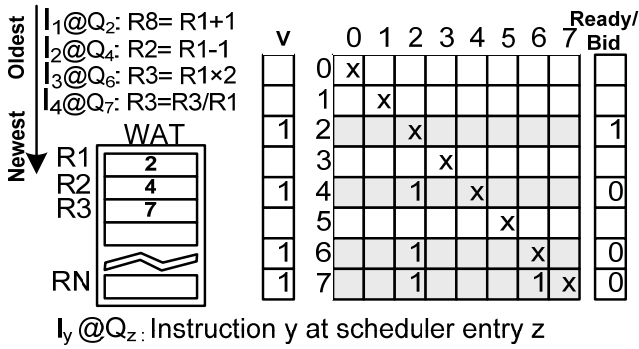 Oldest
Newest
I1@Q2: R8= R1+1
I2@Q4: R2= R1-1
I3@Q6: R3= R1×2
I4@Q7: R3=R3/R1
WAT
R1 2
R2 4
R3 7
RN
V 0 1 2 3 4 5 6 7 Ready/
Bid
0 x
1 x
1 2 x 1
3 x
1 4 1 x 0
5 x
1 6 1 x 0
1 7 1 1 x 0
Iy @Qz : Instruction y at scheduler entry z